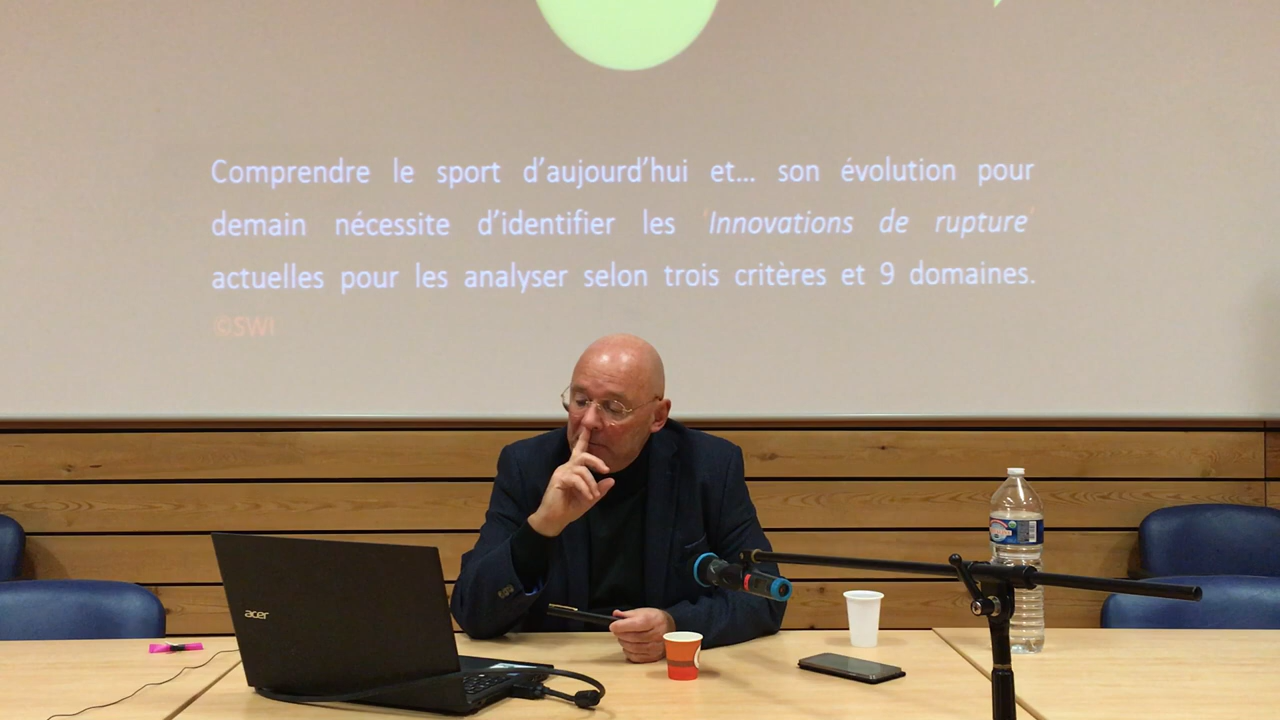 Comprendre le sport d'aujourd'hui et... son évolution pour
demain nécessite d'identifier les 'Innovations de rupture'
actuelles pour les analyser selon trois critères et 9 domaines.
©SWI
acer